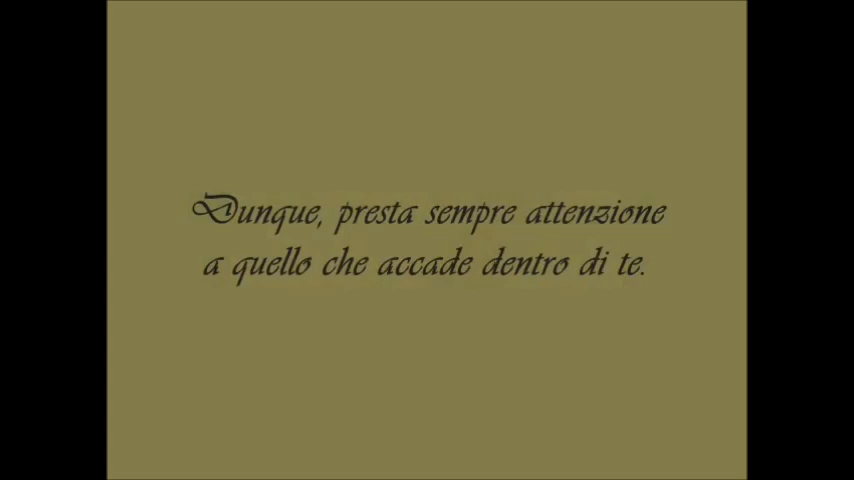 Dunque, presta sempre attenzione
a quello che accade dentro di te.